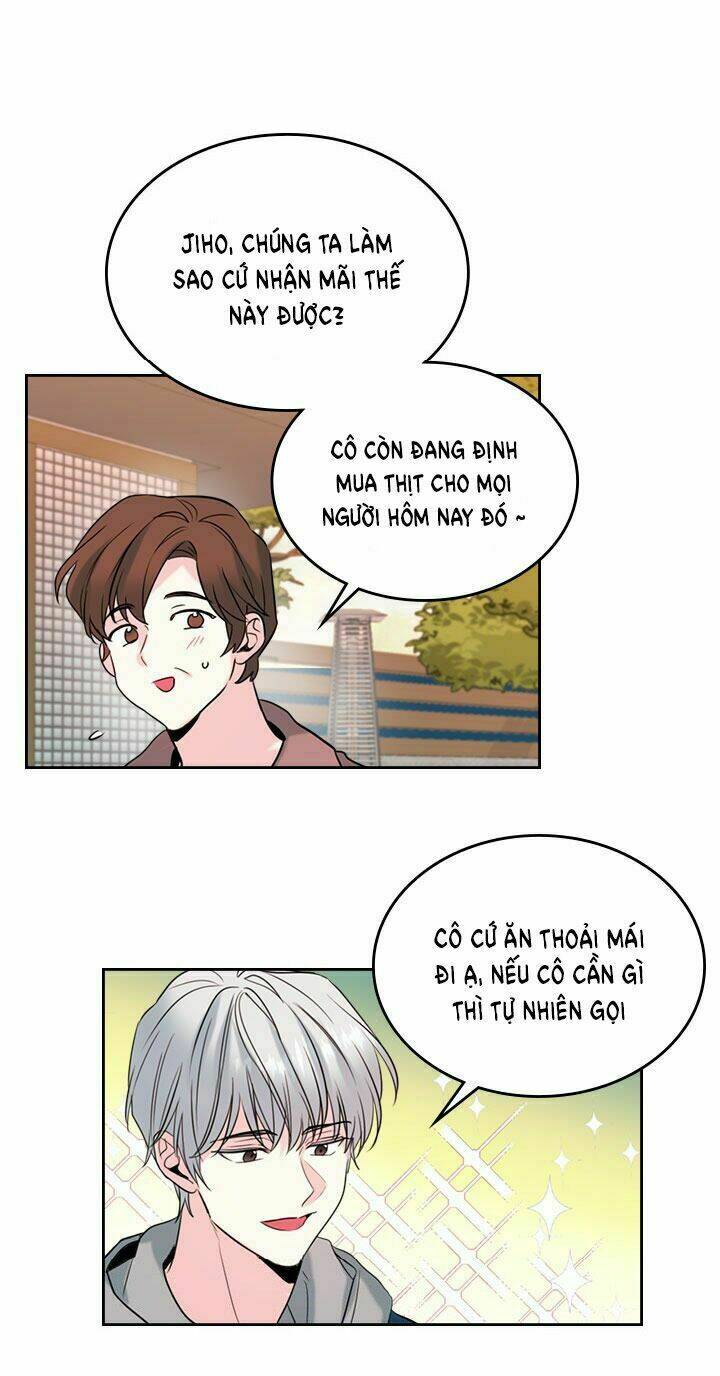 JIHO, CHÚNG TA LÀM
SAO CỨ NHẬN MÃI THẾ
NÀY ĐƯỢC?
CÔ CÒN ĐANG ĐỊNH
MUA THỊT CHO MỌI
NGƯỜI HÔM NAY ĐÓ ~
CÔ CỨ ĂN THOẢI MÁI
ĐI Ạ, NẾU CÔ CẦN GÌ
THÌ TỰ NHIÊN GỌI